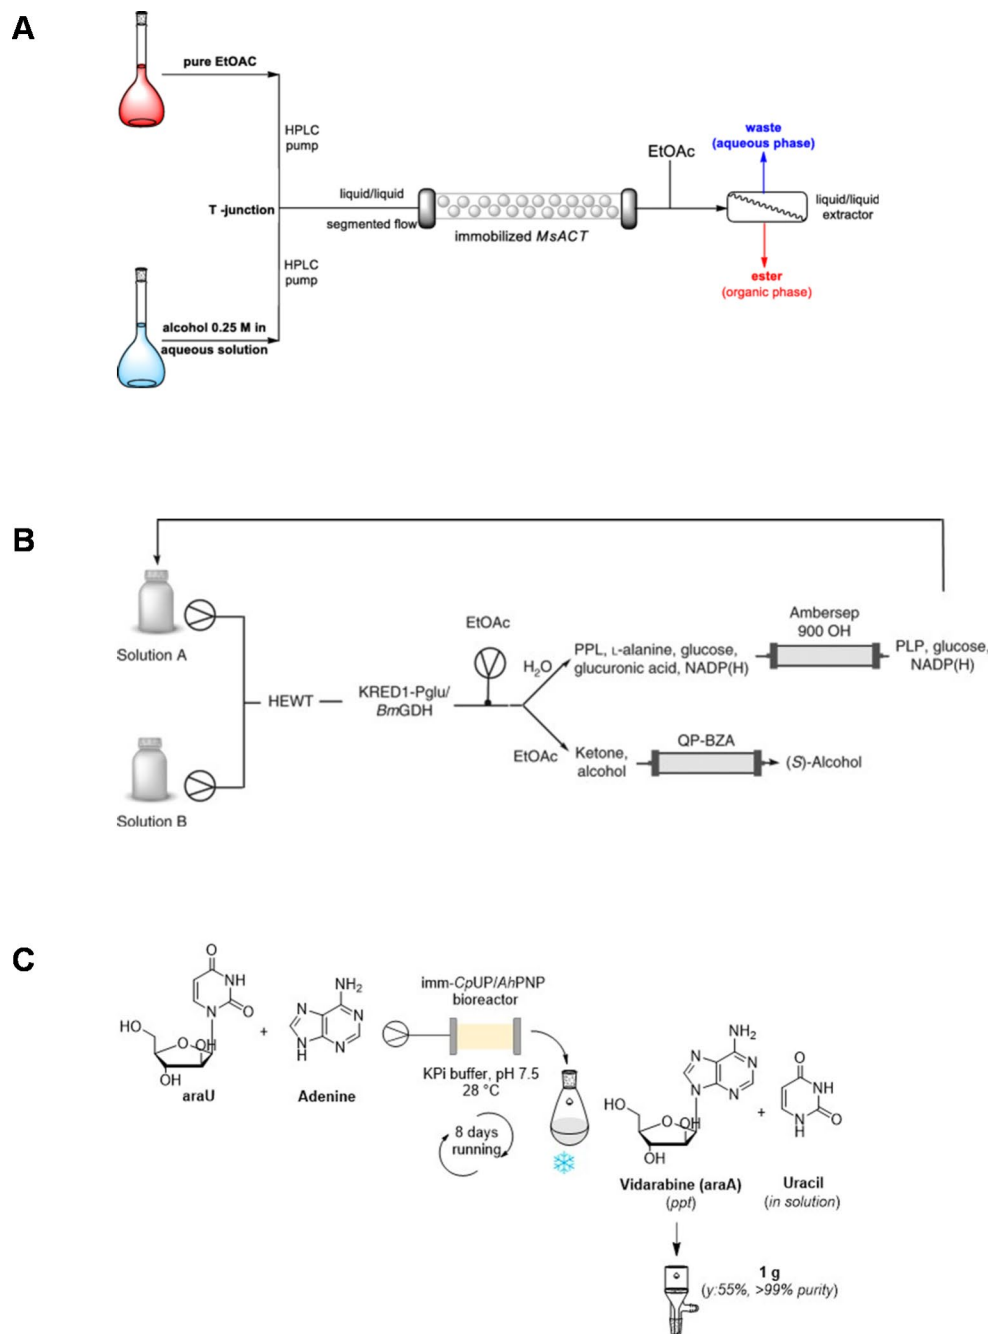 A
pure EtOAC
HPLC
pump
T -junction
liquid/liquid
segmented flow
immobilized MsACT
EtOAc
waste
(aqueous phase)
liquid/liquid
extractor
ester
(organic phase)
HPLC
pump
alcohol 0.25 M in
aqueous solution
B
Solution A
Solution B
HEWT
KRED1-Pglu/
BmGDH
EtOAc
H2O
EtOAc
PPL, L-alanine, glucose,
glucuronic acid, NADP(H)
Ambersep
900 OH
PLP, glucose,
NADP(H)
Ketone,
alcohol
QP-BZA
(S)-Alcohol
C
O
NH
N
O
HO
O
OH
OH
araU
+
NH2
N
N
N
H
N
Adenine
imm-CpUP/AhPNP
bioreactor
KPi buffer, pH 7.5
28 °C
8 days
running
NH2
N
N
N
N
HO
O
OH
OH
Vidarabine (araA)
(ppt)
+
O
NH
N
H
O
Uracil
(in solution)
1 g
(y:55%, >99% purity)